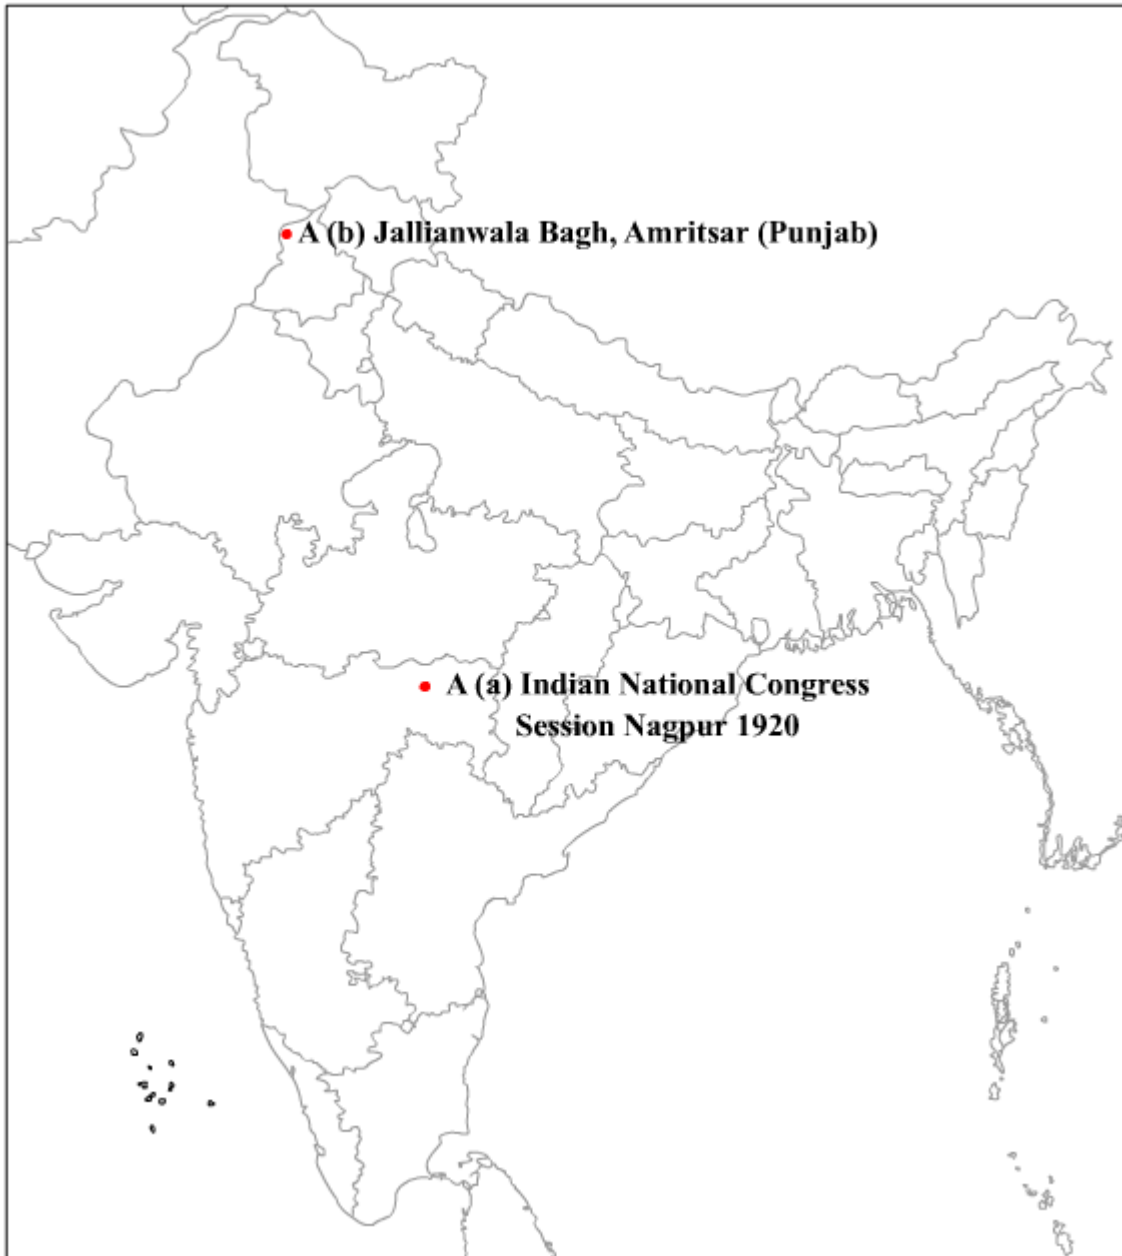 A (b) Jallianwala Bagh, Amritsar (Punjab)
A (a) Indian National Congress
Session Nagpur 1920